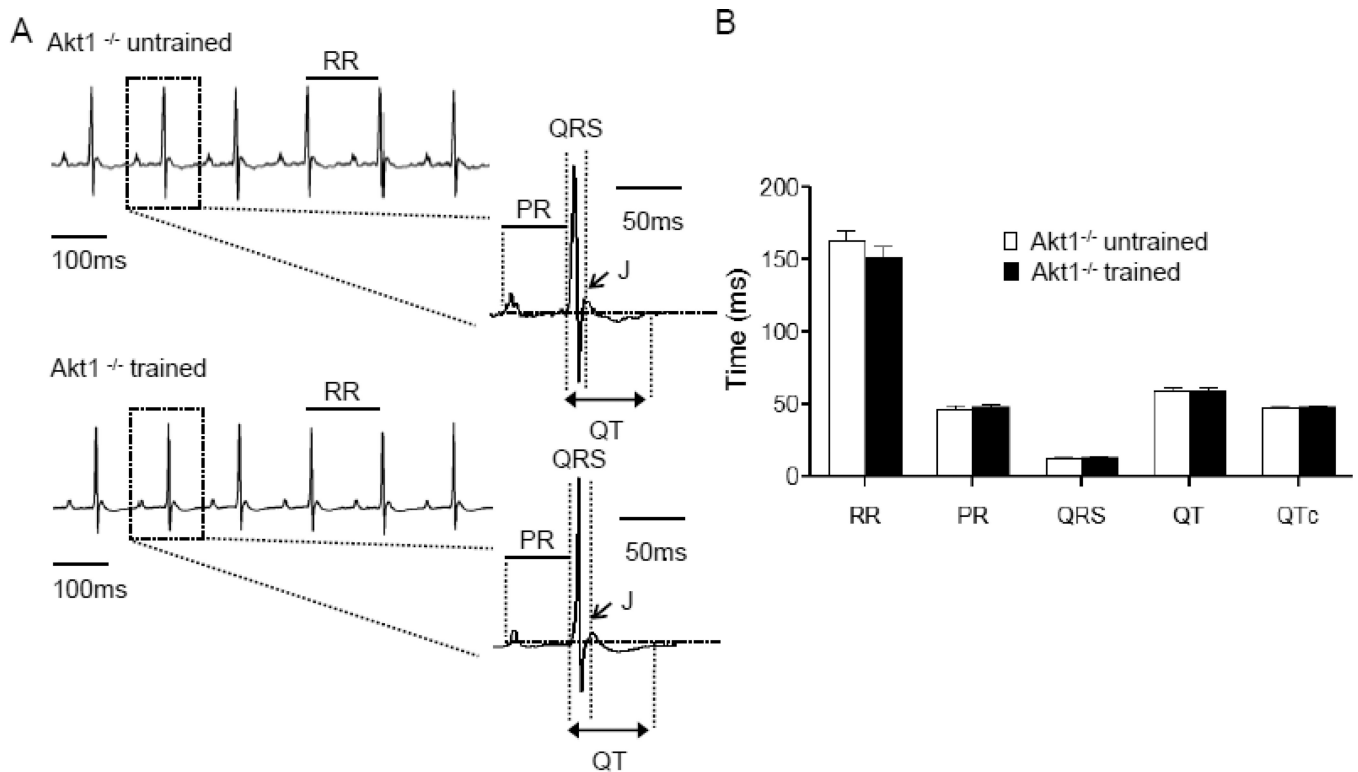 A
Akt1 -/- untrained
RR
100ms
QRS
PR
50ms
J
QT
Akt1 -/- trained
RR
100ms
QRS
PR
50ms
J
QT
B
Time (ms)
200
150
100
50
0
Akt1-/- untrained
Akt1-/- trained
RR PR QRS QT QTc